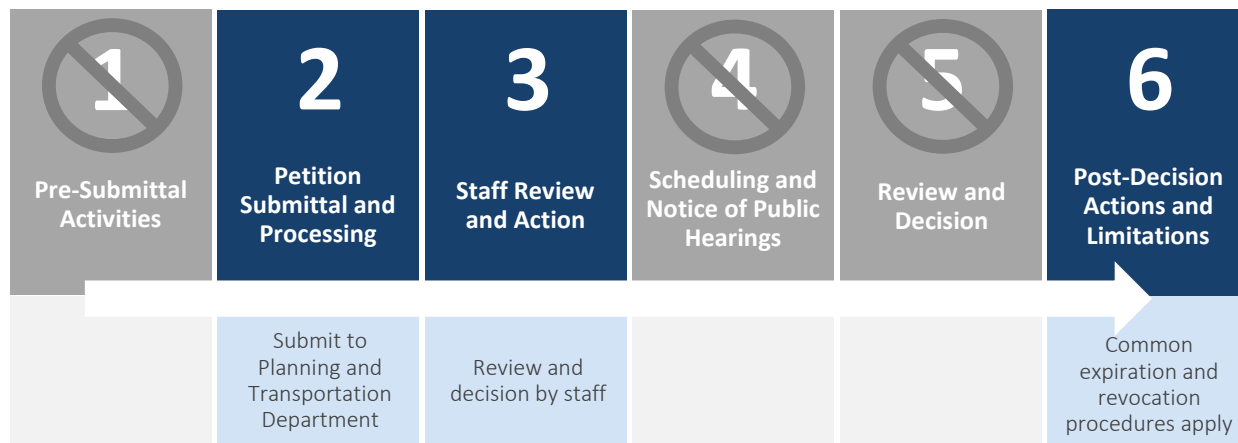 1
Pre-Submittal
Activities
2
Petition
Submittal and
Processing
Submit to
Planning and
Transportation
Department
3
Staff Review
and Action
Review and
decision by staff
4
Scheduling and
Notice of Public
Hearings
5
Review and
Decision
6
Post-Decision
Actions and
Limitations
Common
expiration and
revocation
procedures apply